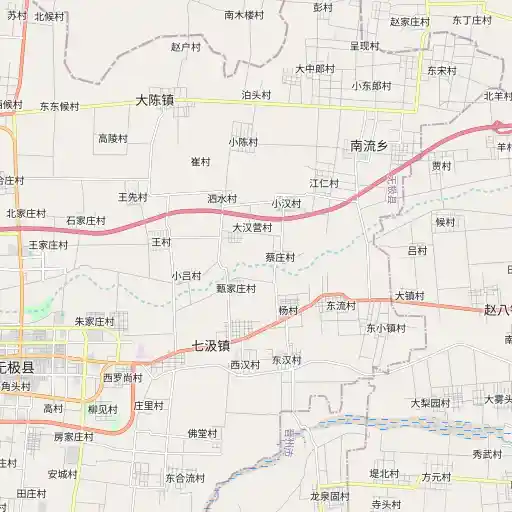 苏村
北候村
南木楼村
彭村
赵家庄村
东丁庄村
赵户村
呈现村
大中郎村
东宋村
小东郎村
北羊村
大陈镇
泊头村
东东候村
高陵村
小陈村
南流乡
羊村
崔村
贾村
江仁村
王先村
泗水村
小汉村
无极县
北家庄村
石家庄村
候村
大汉营村
王家庄村
王村
吕村
蔡庄村
小吕村
甄家庄村
大镇村
杨村
东流村
朱家庄村
东小镇村
七汲镇
东汉村
西汉村
无极县
角头村
西罗尚村
高村
柳见村
庄里村
大梨园村
房家庄村
佛堂村
晋州市
秀武村
安城村
东合流村
堤北村
方元村
田庄村
龙泉固村
寺头村